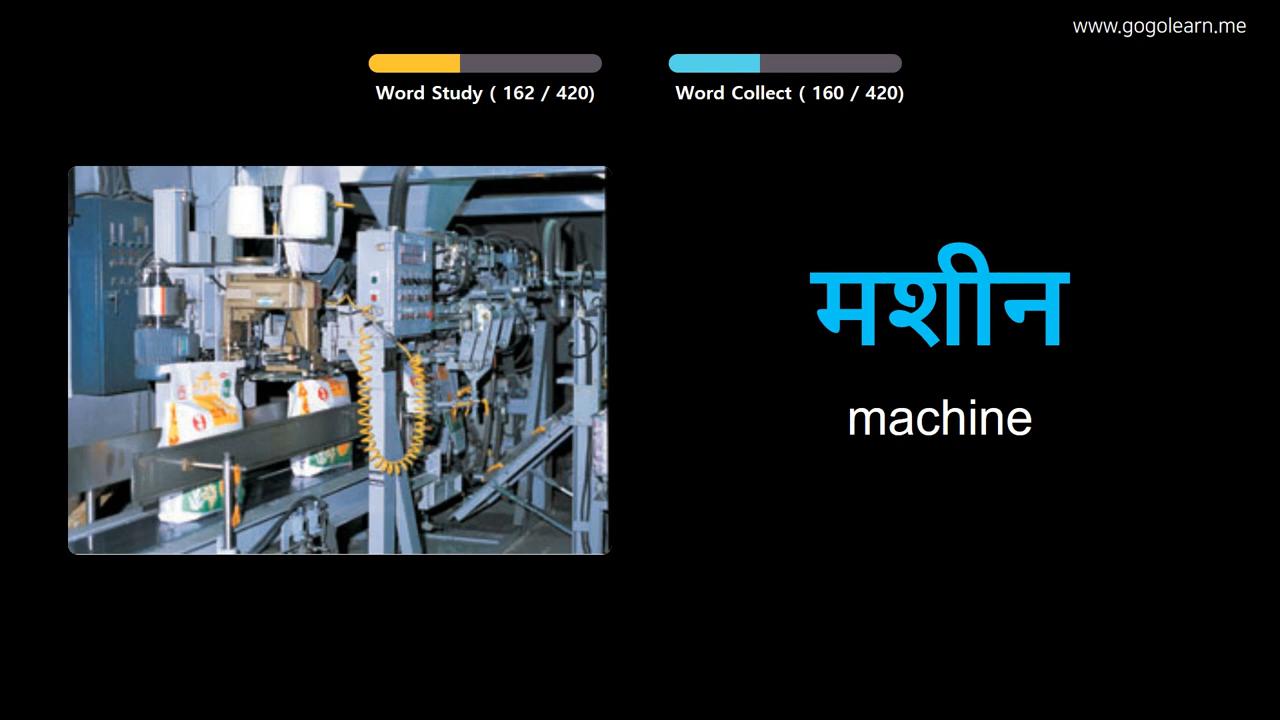 www.gogolearn.me
Word Study ( 162 / 420)
Word Collect ( 160 / 420)
मशीन
machine